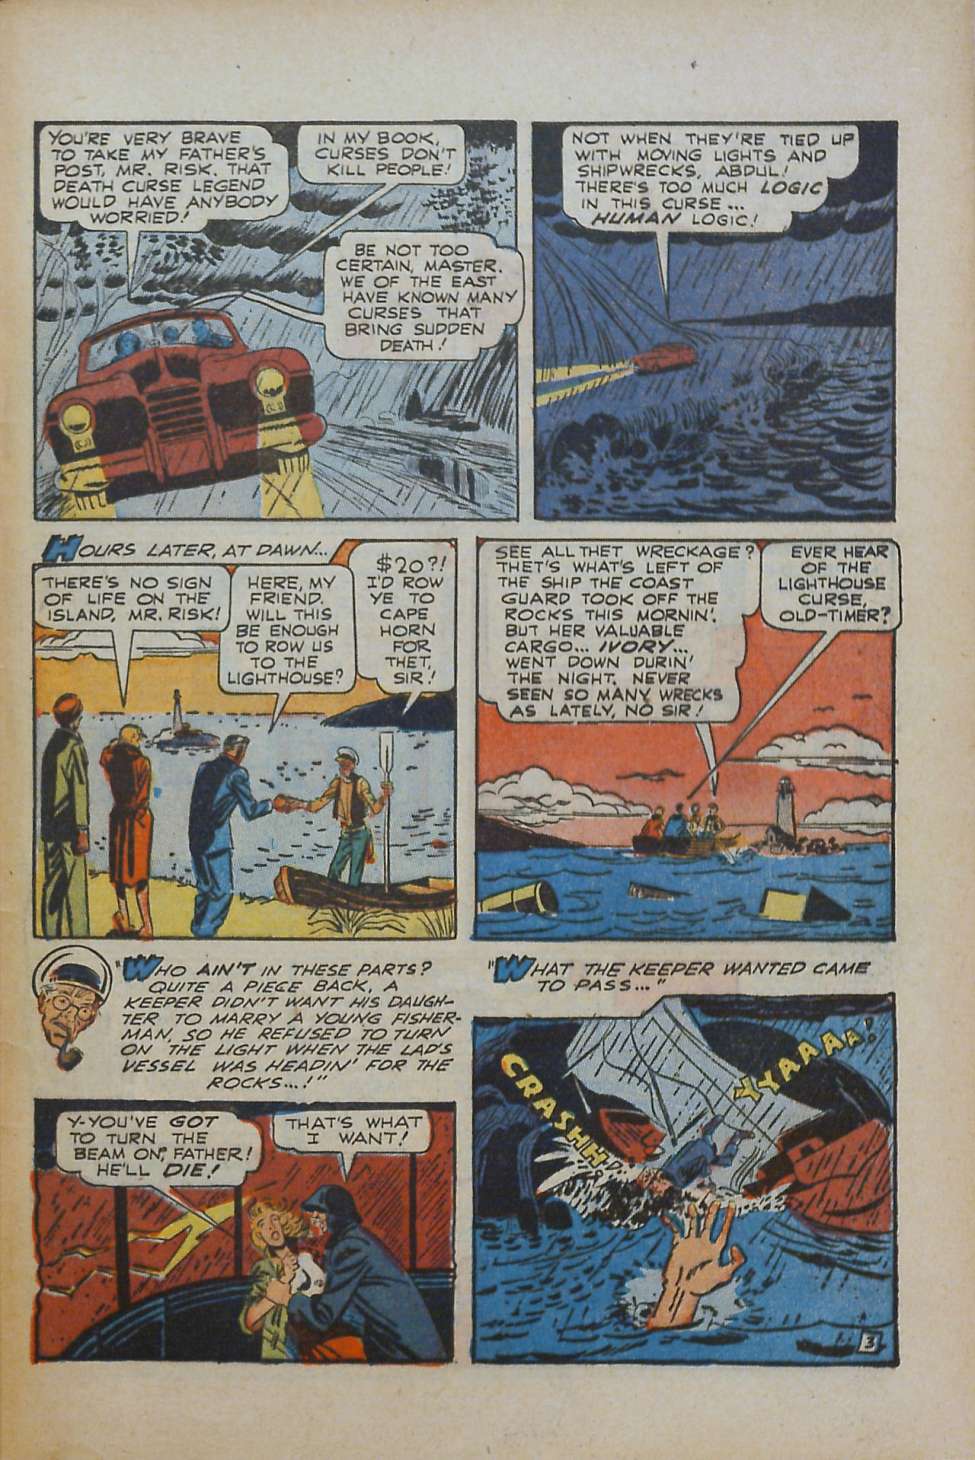 YOU'RE VERY BRAVE
TO TAKE MY FATHER'S
POST, MR. RISK. THAT
DEATH CURSE LEGEND
WOULD HAVE ANYBODY
WORRIED!
IN MY BOOK,
CURSES DON'T
KILL PEOPLE!
BE NOT TOO
CERTAIN, MASTER.
WE OF THE EAST
HAVE KNOWN MANY
CURSES THAT
BRING SUDDEN
DEATH!
NOT WHEN THEY'RE TIED UP
WITH MOVING LIGHTS AND
SHIPWRECKS, ABDUL!
THERE'S TOO MUCH LOGIC
IN THIS CURSE...
HUMAN LOGIC!
HOURS LATER, AT DAWN...
THERE'S NO SIGN
OF LIFE ON THE
ISLAND, MR. RISK!
HERE, MY
FRIEND.
WILL THIS
BE ENOUGH
TO ROW US
TO THE
LIGHTHOUSE?
$20?!
I'D ROW
YE TO
CAPE
HORN
FOR
THET,
SIR!
SEE ALL THET WRECKAGE?
THET'S WHAT'S LEFT OF
THE SHIP THE COAST
GUARD TOOK OFF THE
ROCKS THIS MORNIN'.
BUT HER VALUABLE
CARGO... IVORY...
WENT DOWN DURIN'
THE NIGHT. NEVER
SEEN SO MANY WRECKS
AS LATELY, NO SIR!
EVER HEAR
OF THE
LIGHTHOUSE
CURSE,
OLD-TIMER?
"WHO AIN'T IN THESE PARTS?
QUITE A PIECE BACK, A
KEEPER DIDN'T WANT HIS DAUGH-
TER TO MARRY A YOUNG FISHER-
MAN, SO HE REFUSED TO TURN
ON THE LIGHT WHEN THE LAD'S
VESSEL WAS HEADIN' FOR THE
ROCKS...!"
Y-YOU'VE GOT
TO TURN THE
BEAM ON, FATHER!
HE'LL DIE!
THAT'S WHAT
I WANT!
"WHAT THE KEEPER WANTED CAME
TO PASS..."
CRASHHH
YYAAAAA!
3